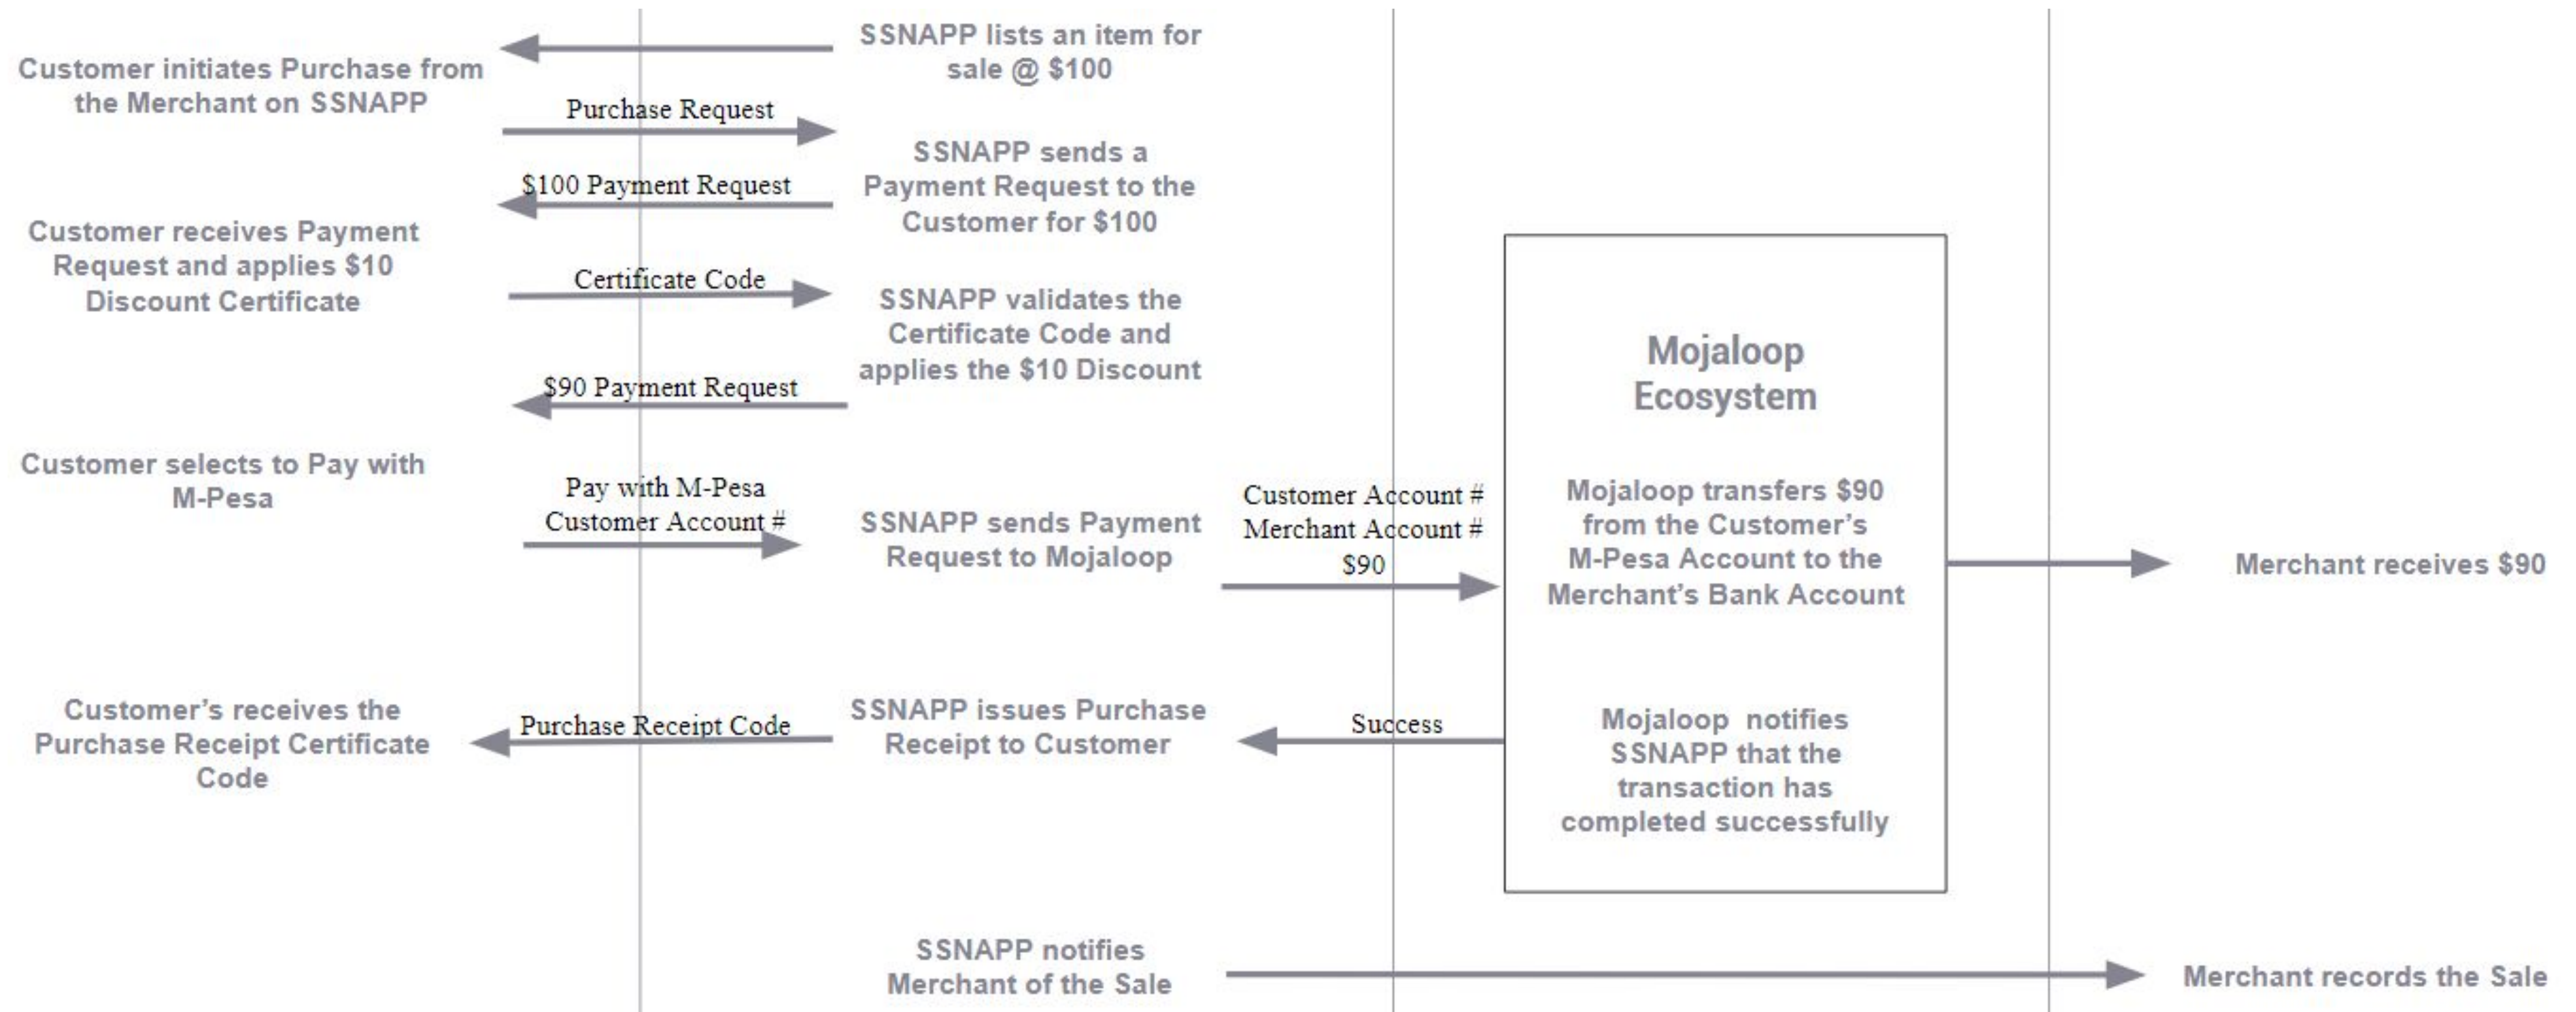 SSNAPP lists an item for
sale @ $100
Customer initiates Purchase from
the Merchant on SSNAPP
Purchase Request
SSNAPP sends a
Payment Request to the
Customer for $100
$100 Payment Request
Customer receives Payment
Request and applies $10
Discount Certificate
Certificate Code
SSNAPP validates the
Certificate Code and
applies the $10 Discount
$90 Payment Request
Customer selects to Pay with
M-Pesa
Pay with M-Pesa
Customer Account #
SSNAPP sends Payment
Request to Mojaloop
Customer Account #
Merchant Account #
$90
Mojaloop
Ecosystem
Mojaloop transfers $90
from the Customer’s
M-Pesa Account to the
Merchant’s Bank Account
Merchant receives $90
Mojaloop notifies
SSNAPP that the
transaction has
completed successfully
Success
SSNAPP issues Purchase
Receipt to Customer
Purchase Receipt Code
Customer’s receives the
Purchase Receipt Certificate
Code
SSNAPP notifies
Merchant of the Sale
Merchant records the Sale